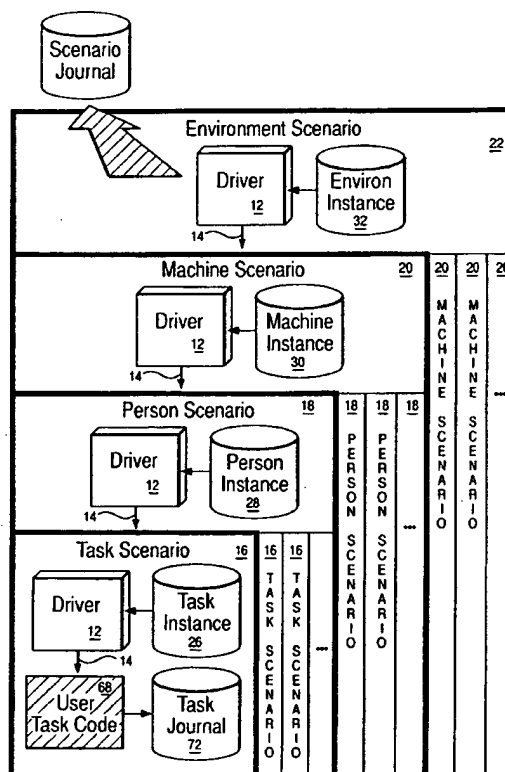 Scenario
Journal
Environment Scenario
22
Driver
12
Environ
Instance
32
14
Machine Scenario
20
20
20
20
Driver
12
Machine
Instance
30
14
MACHINE SCENARIO
MACHINE SCENARIO
...
Person Scenario
18
18
18
18
Driver
12
Person
Instance
28
14
PERSON SCENARIO
PERSON SCENARIO
...
Task Scenario
16
16
16
Driver
12
Task
Instance
26
14
TASK SCENARIO
TASK SCENARIO
...
68
User
Task Code
Task
Journal
72